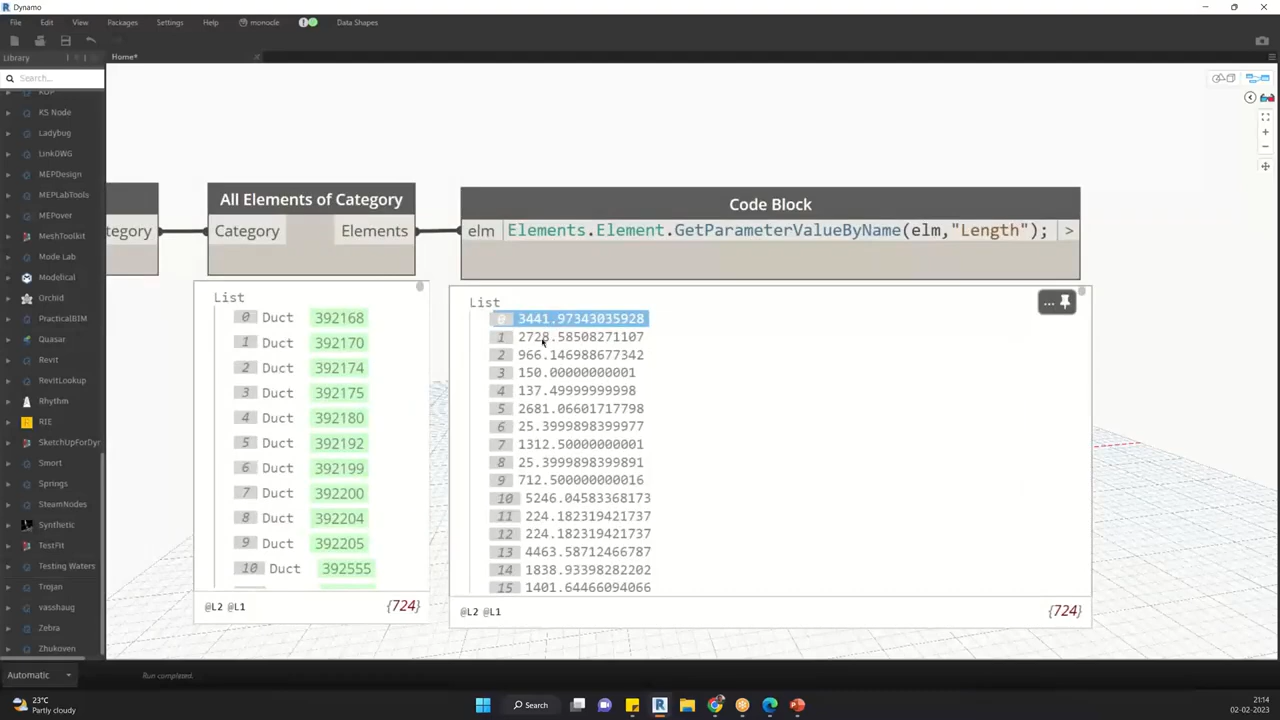 Dynamo
File Edit View Packages Settings Help monocle Data Shapes
Library
Home*
Search...
KDP
KS Node
Ladybug
LinkDWG
MEPDesign
MEPLabTools
MEPover
MeshToolkit
Mode Lab
Modelical
Orchid
PracticalBIM
Quasar
Revit
RevitLookup
Rhythm
RIE
SketchUpForDyr
Smort
Springs
SteamNodes
Synthetic
TestFit
Testing Waters
Trojan
vasshaug
Zebra
Zhukoven
tegory
All Elements of Category
Category Elements
List
0 Duct 392168
1 Duct 392170
2 Duct 392174
3 Duct 392175
4 Duct 392180
5 Duct 392192
6 Duct 392199
7 Duct 392200
8 Duct 392204
9 Duct 392205
10 Duct 392555
@L2 @L1 {724}
Code Block
elm Elements.Element.GetParameterValueByName(elm,"Length"); >
List
0 3441.97343035928
1 2728.58508271107
2 966.146988677342
3 150.00000000001
4 137.49999999998
5 2681.06601717798
6 25.3999898399977
7 1312.50000000001
8 25.3999898399891
9 712.500000000016
10 5246.04583368173
11 224.182319421737
12 224.182319421737
13 4463.58712466787
14 1838.93398282202
15 1401.64466094066
@L2 @L1 {724}
Automatic Run completed.
23°C
Partly cloudy
Search
21:14
02-02-2023